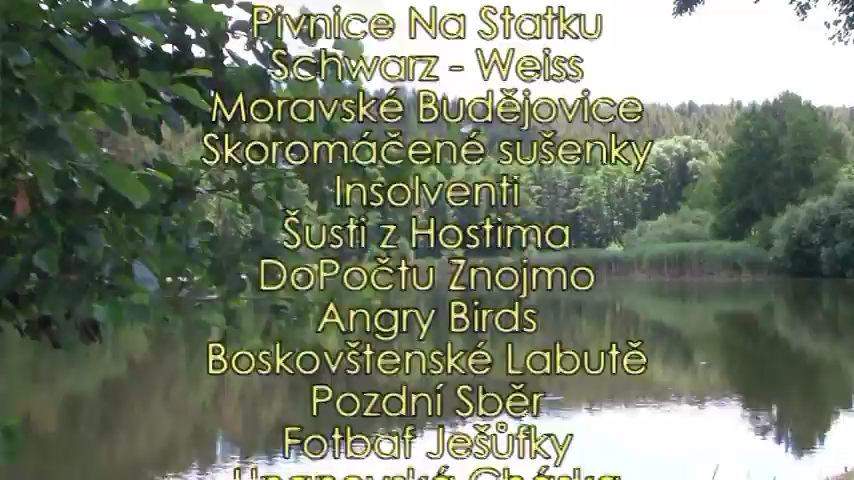 Pivnice Na Statku
Schwarz - Weiss
Moravské Budějovice
Skoromáčené sušenky
Insolventi
Šusti z Hostima
DoPočtu Znojmo
Angry Birds
Boskovštenské Labutě
Pozdní Sběr
Fotbaf Ješůfky